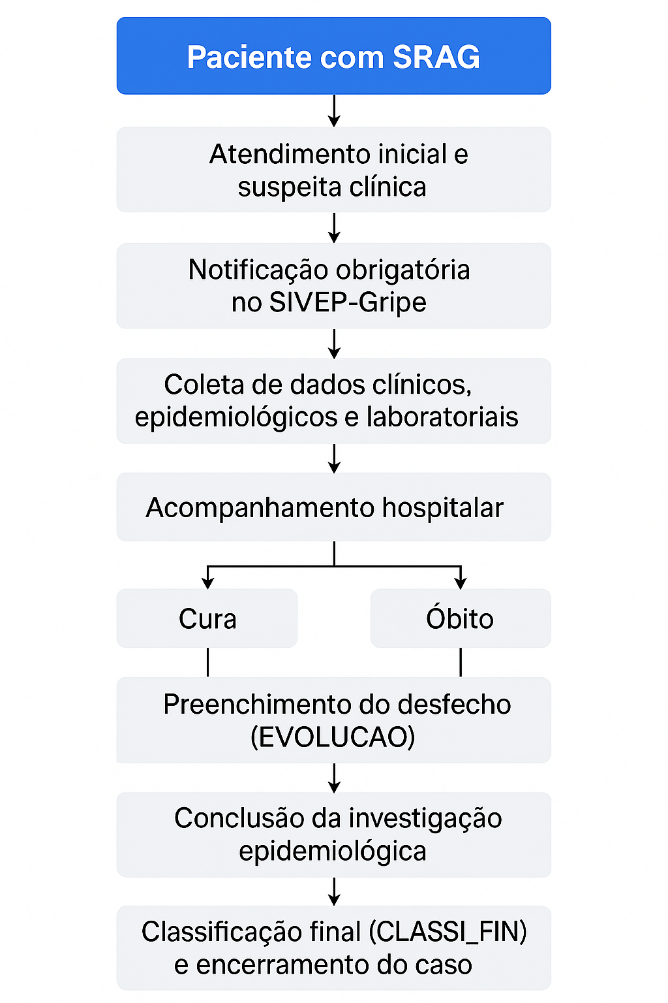 Paciente com SRAG
Atendimento inicial e
suspeita clínica
Notificação obrigatória
no SIVEP-Gripe
Coleta de dados clínicos,
epidemiológicos e laboratoriais
Acompanhamento hospitalar
Cura
Óbito
Preenchimento do desfecho
(EVOLUCAO)
Conclusão da investigação
epidemiológica
Classificação final (CLASSI_FIN)
e encerramento do caso